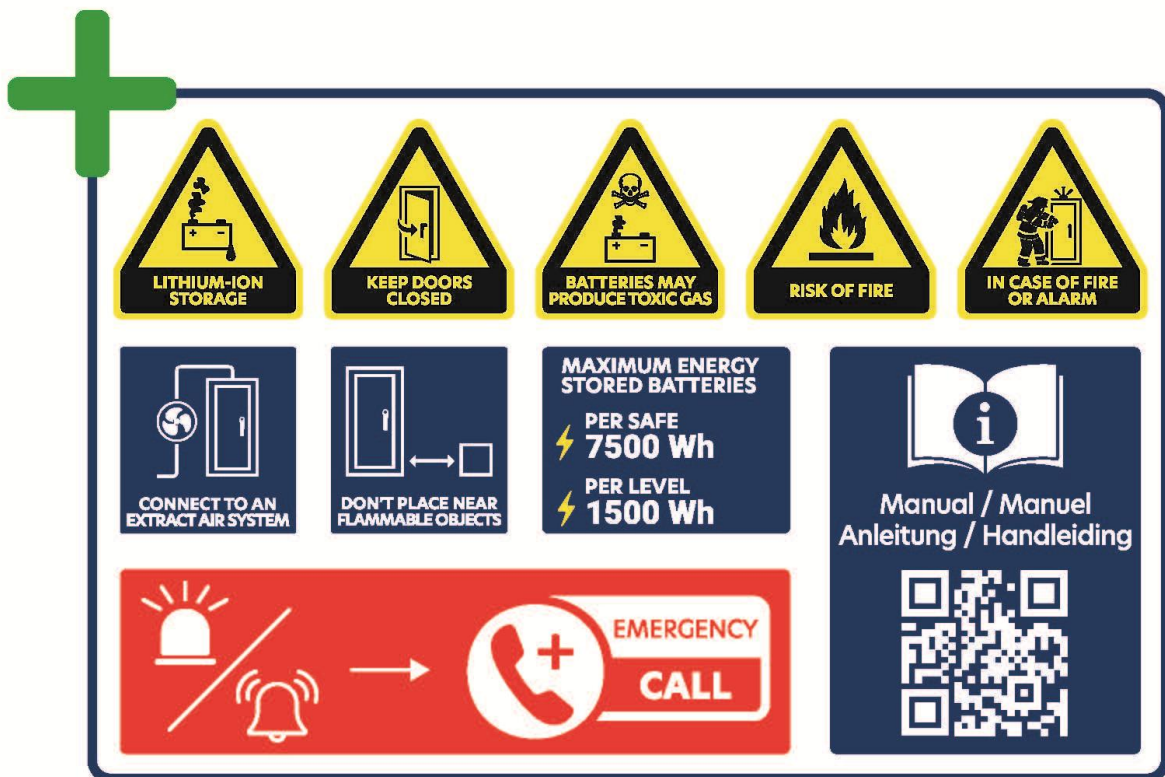 LITHIUM-ION
STORAGE
KEEP DOORS
CLOSED
BATTERIES MAY
PRODUCE TOXIC GAS
RISK OF FIRE
IN CASE OF FIRE
OR ALARM
CONNECT TO AN
EXTRACT AIR SYSTEM
DON'T PLACE NEAR
FLAMMABLE OBJECTS
MAXIMUM ENERGY
STORED BATTERIES
PER SAFE
7500 Wh
PER LEVEL
1500 Wh
Manual / Manuel
Anleitung / Handleiding
EMERGENCY
CALL